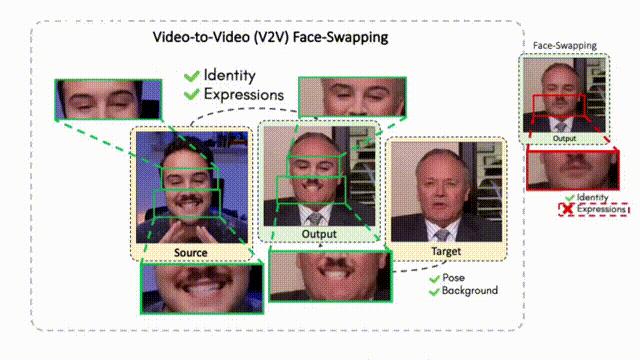 Video-to-Video (V2V) Face-Swapping
Identity
Expressions
Source
Output
Target
Pose
Background
Face-Swapping
Output
Identity
Expressions